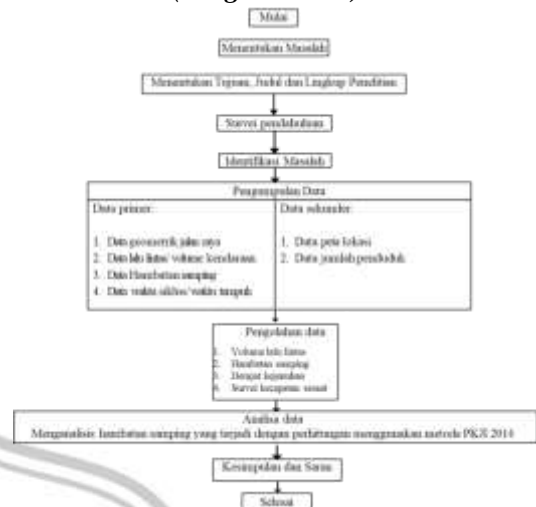 Mulai
Menentukan Masalah
Menentukan Tujuan, Judul dan Lingkup Penelitian
Survei pendahuluan
Identifikasi Masalah
Pengumpulan Data
Data primer:
1. Data geometrik jalan raya
2. Data lalu lintas/ volume kendaraan
3. Data Hambatan samping
4. Data waktu siklus/waktu tempuh
Data sekunder:
1. Data peta lokasi
2. Data jumlah penduduk
Pengolahan data
1. Volume lalu lintas
2. Hambatan samping
3. Derajat kejenuhan
4. Survei kecepatan sesaat
Analisa data
Menganalisis hambatan samping yang terjadi dengan perhitungan menggunakan metode PKJI 2014
Kesimpulan dan Saran
Selesai